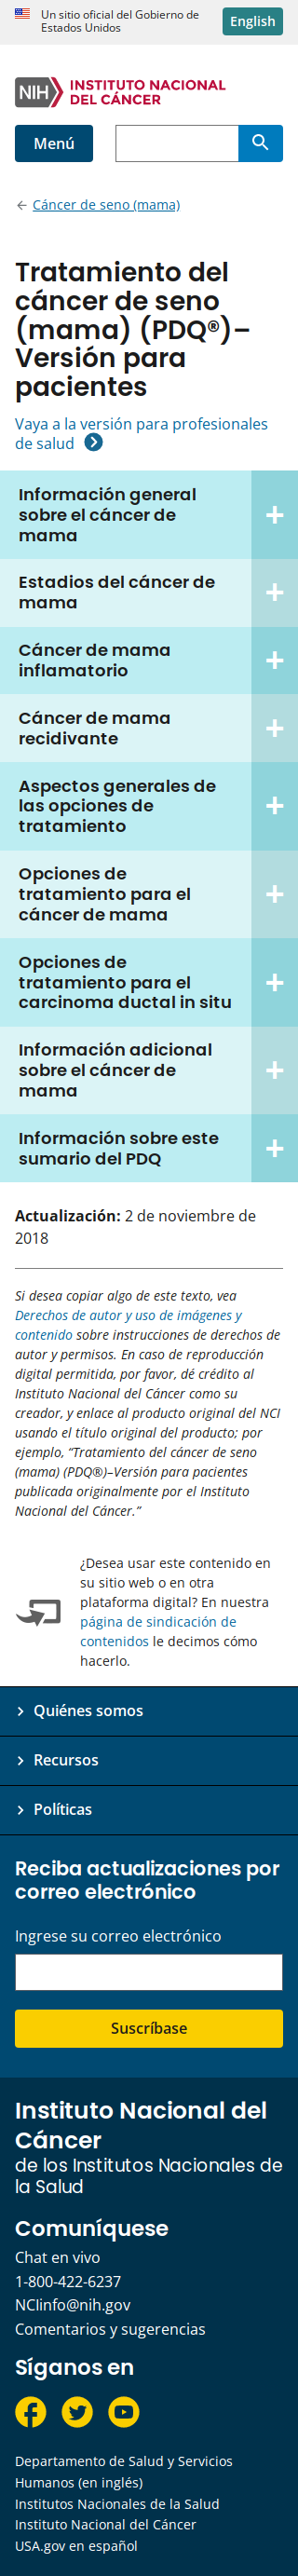 Un sitio oficial del Gobierno de
Estados Unidos
English
NIH
INSTITUTO NACIONAL
DEL CÁNCER
Menú
Cáncer de seno (mama)
Tratamiento del
cáncer de seno
(mama) (PDQ®)–
Versión para
pacientes
Vaya a la versión para profesionales
de salud
Información general
sobre el cáncer de
mama
Estadios del cáncer de
mama
Cáncer de mama
inflamatorio
Cáncer de mama
recidivante
Aspectos generales de
las opciones de
tratamiento
Opciones de
tratamiento para el
cáncer de mama
Opciones de
tratamiento para el
carcinoma ductal in situ
Información adicional
sobre el cáncer de
mama
Información sobre este
sumario del PDQ
Actualización: 2 de noviembre de
2018
Si desea copiar algo de este texto, vea
Derechos de autor y uso de imágenes y
contenido sobre instrucciones de derechos de
autor y permisos. En caso de reproducción
digital permitida, por favor, dé crédito al
Instituto Nacional del Cáncer como su
creador, y enlace al producto original del NCI
usando el título original del producto; por
ejemplo, “Tratamiento del cáncer de seno
(mama) (PDQ®)–Versión para pacientes
publicada originalmente por el Instituto
Nacional del Cáncer.”
¿Desea usar este contenido en
su sitio web o en otra
plataforma digital? En nuestra
página de sindicación de
contenidos le decimos cómo
hacerlo.
Quiénes somos
Recursos
Políticas
Reciba actualizaciones por
correo electrónico
Ingrese su correo electrónico
Suscríbase
Instituto Nacional del
Cáncer
de los Institutos Nacionales de
la Salud
Comuníquese
Chat en vivo
1-800-422-6237
NCIinfo@nih.gov
Comentarios y sugerencias
Síganos en
Departamento de Salud y Servicios
Humanos (en inglés)
Institutos Nacionales de la Salud
Instituto Nacional del Cáncer
USA.gov en español